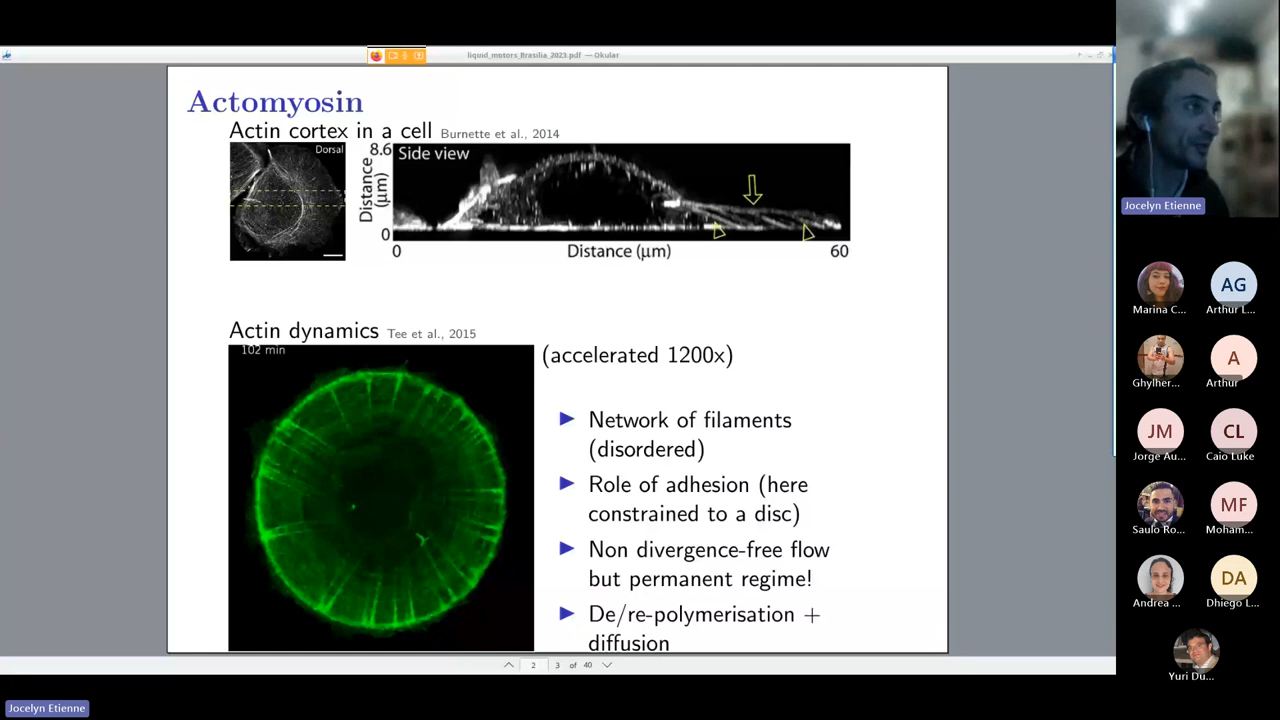 liquid_motors_Brasilia_2023.pdf — Okular
Actomyosin
Actin cortex in a cell Burnette et al., 2014
Dorsal
Side view
8.6
Distance
(μm)
0
0
Distance (μm)
60
Actin dynamics Tee et al., 2015
102 min
(accelerated 1200x)
Network of filaments
(disordered)
Role of adhesion (here
constrained to a disc)
Non divergence-free flow
but permanent regime!
De/re-polymerisation +
diffusion
2
3 of 40
Jocelyn Etienne
Jocelyn Etienne
Marina C...
AG
Arthur L...
Ghylher...
A
Arthur
JM
Jorge Au...
CL
Caio Luke
Saulo Ro...
MF
Moham...
Andrea ...
DA
Dhiego L...
Yuri Du...